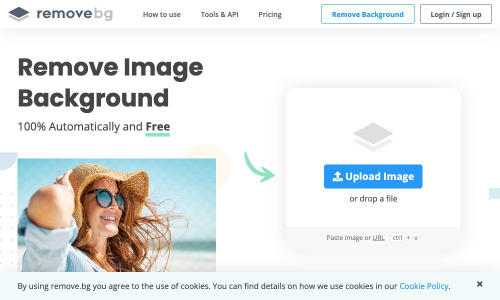 removebg
How to use
Tools & API
Pricing
Remove Background
Login / Sign up
Remove Image
Background
100% Automatically and Free
Upload Image
or drop a file
Paste image or URL ctrl + v
By using remove.bg you agree to the use of cookies. You can find details on how we use cookies in our Cookie Policy.
×